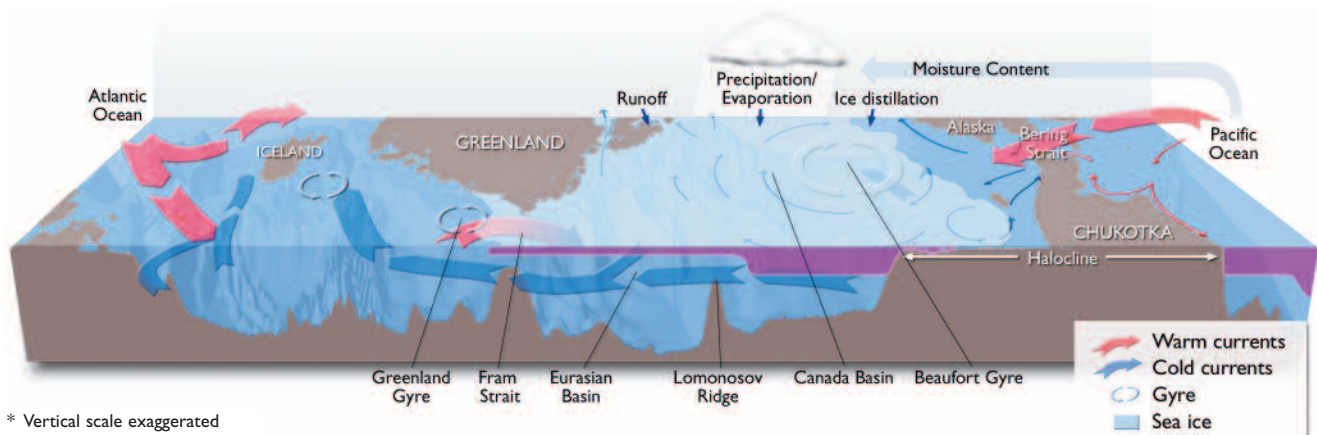 Precipitation/
Evaporation
Moisture Content
Atlantic
Ocean
Runoff
Ice distillation
Alaska
Bering
Strait
Pacific
Ocean
ICELAND
GREENLAND
CHUKOTKA
Halocline
Warm currents
Cold currents
Gyre
Sea ice
Greenland
Gyre
Fram
Strait
Eurasian
Basin
Lomonosov
Ridge
Canada Basin
Beaufort Gyre
* Vertical scale exaggerated